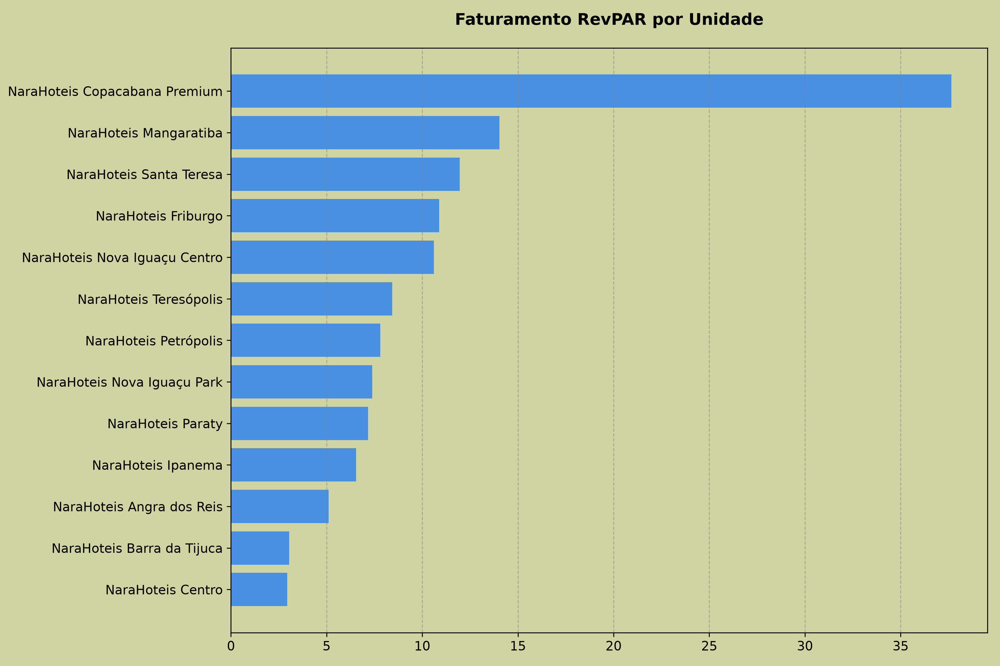 Faturamento RevPAR por Unidade
NaraHoteis Copacabana Premium
NaraHoteis Mangaratiba
NaraHoteis Santa Teresa
NaraHoteis Friburgo
NaraHoteis Nova Iguaçu Centro
NaraHoteis Teresópolis
NaraHoteis Petrópolis
NaraHoteis Nova Iguaçu Park
NaraHoteis Paraty
NaraHoteis Ipanema
NaraHoteis Angra dos Reis
NaraHoteis Barra da Tijuca
NaraHoteis Centro
0 5 10 15 20 25 30 35